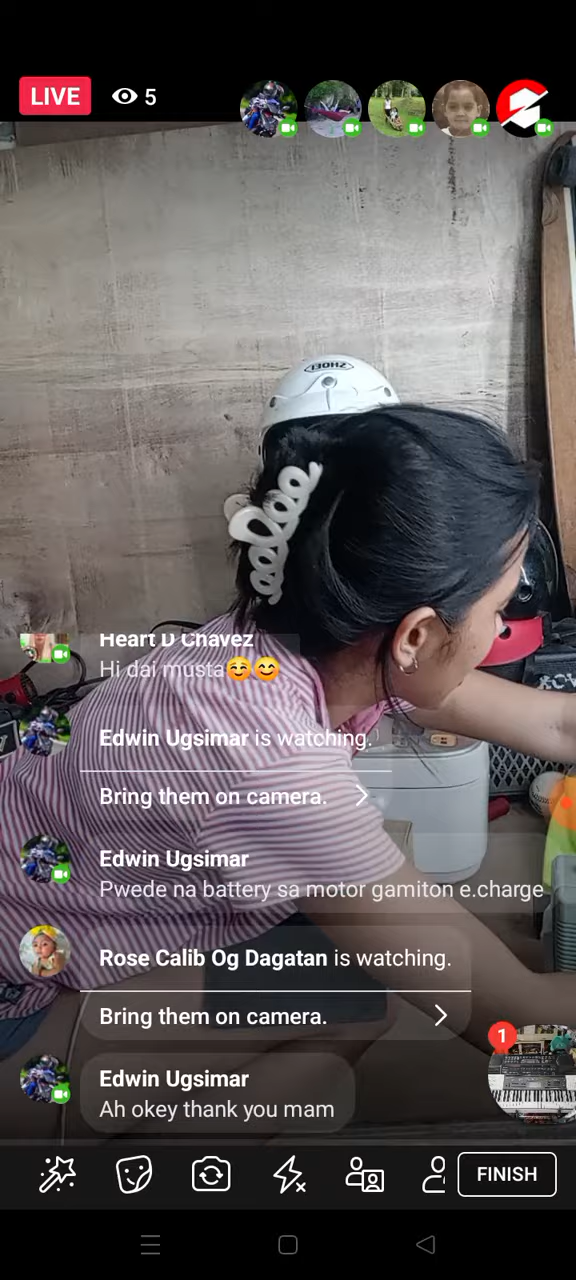 LIVE
5
SHOEI
Heart D Chavez
Hi dai musta☺️😊
Edwin Ugsimar is watching.
Bring them on camera.
Edwin Ugsimar
Pwede na battery sa motor gamiton e.charge
Rose Calib Og Dagatan is watching.
Bring them on camera.
1
Edwin Ugsimar
Ah okey thank you mam
FINISH